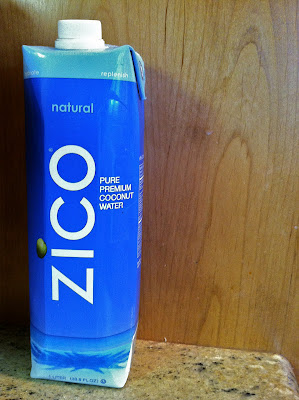 replenish
natural
ZICO
PURE
PREMIUM
COCONUT
WATER